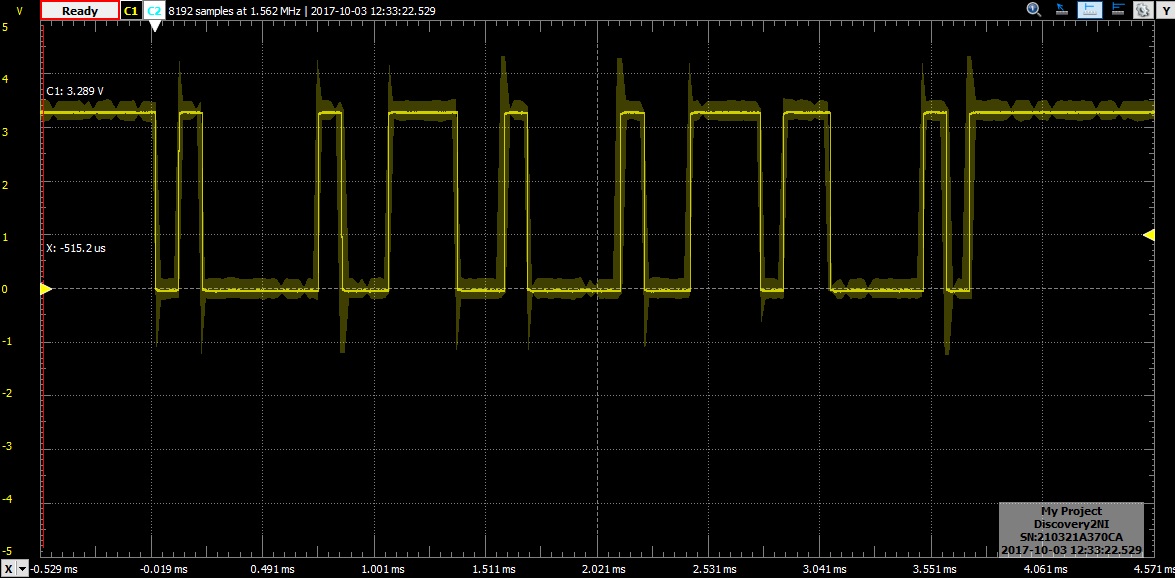 V Ready C1 C2 8192 samples at 1.562 MHz | 2017-10-03 12:33:22.529 Y
5
4
C1: 3.289 V
3
2
1
X: -515.2 us
0
-1
-2
-3
-4
My Project
Discovery2NI
SN:210321A370CA
2017-10-03 12:33:22.529
-5
X -0.529 ms -0.019 ms 0.491 ms 1.001 ms 1.511 ms 2.021 ms 2.531 ms 3.041 ms 3.551 ms 4.061 ms 4.571 ms